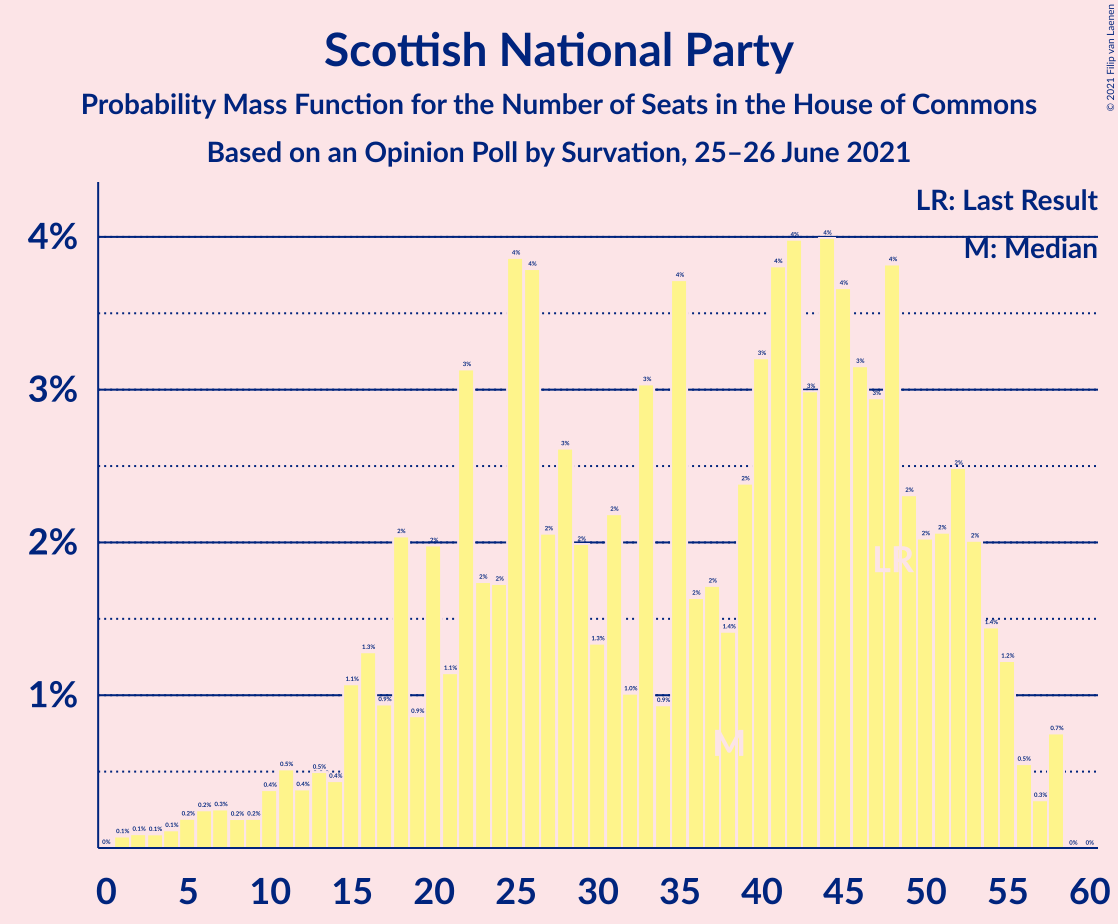 Scottish National Party
Probability Mass Function for the Number of Seats in the House of Commons
Based on an Opinion Poll by Survation, 25–26 June 2021
© 2021 Filip van Laenen
LR: Last Result
M: Median
4%
3%
2%
1%
0% 0.1% 0.1% 0.1% 0.1% 0.2% 0.2% 0.3% 0.2% 0.2% 0.4% 0.5% 0.4% 0.5% 0.4% 1.1% 1.3% 0.9% 2% 0.9% 2% 1.1% 3% 2% 2% 4% 4% 2% 3% 2% 1.3% 2% 1.0% 3% 0.9% 4% 2% 2% 1.4% 2% 3% 4% 4% 3% 4% 4% 3% 3% 4% 2% 2% 2% 2% 2% 1.4% 1.2% 0.5% 0.3% 0.7% 0% 0%
LR
M
0 5 10 15 20 25 30 35 40 45 50 55 60